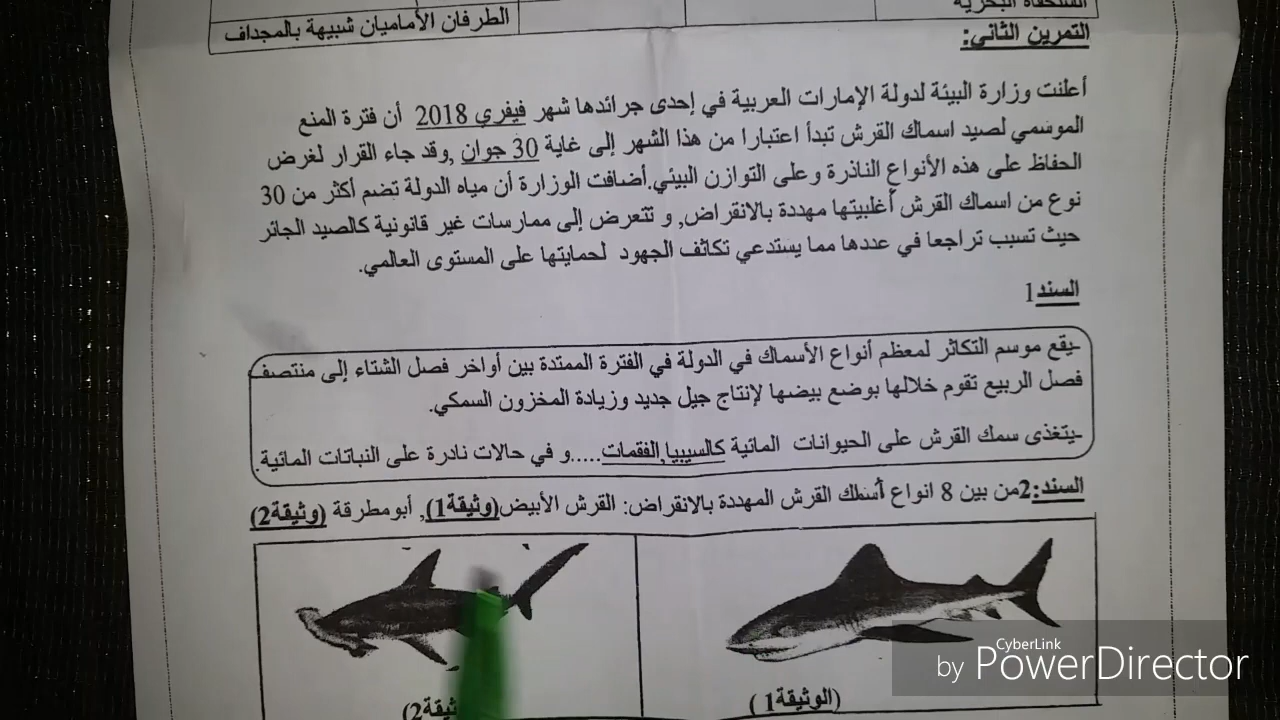 السلحفاة البحرية
الطرفان الأماميان شبيهة بالمجداف
التمرين الثاني:
أعلنت وزارة البيئة لدولة الإمارات العربية في إحدى جرائدها شهر فيفري 2018 أن فترة المنع
الموسمي لصيد اسماك القرش تبدأ اعتبارا من هذا الشهر إلى غاية 30 جوان ,وقد جاء القرار لغرض
الحفاظ على هذه الأنواع الناذرة وعلى التوازن البيئي.أضافت الوزارة أن مياه الدولة تضم أكثر من 30
نوع من اسماك القرش أغلبيتها مهددة بالانقراض, و تتعرض إلى ممارسات غير قانونية كالصيد الجائر
حيث تسبب تراجعا في عددها مما يستدعي تكاثف الجهود لحمايتها على المستوى العالمي.
السند1
-يقع موسم التكاثر لمعظم أنواع الأسماك في الدولة في الفترة الممتدة بين أواخر فصل الشتاء إلى منتصف
فصل الربيع تقوم خلالها بوضع بيضها لإنتاج جيل جديد وزيادة المخزون السمكي.
-يتغذى سمك القرش على الحيوانات المائية كالسيبيا,الفقمات.....و في حالات نادرة على النباتات المائية.
السند:2من بين 8 انواع أسماك القرش المهددة بالانقراض: القرش الأبيض(وثيقة1), أبومطرقة (وثيقة2)
(الوثيقة1 )
ثيقة2)
CyberLink
by PowerDirector